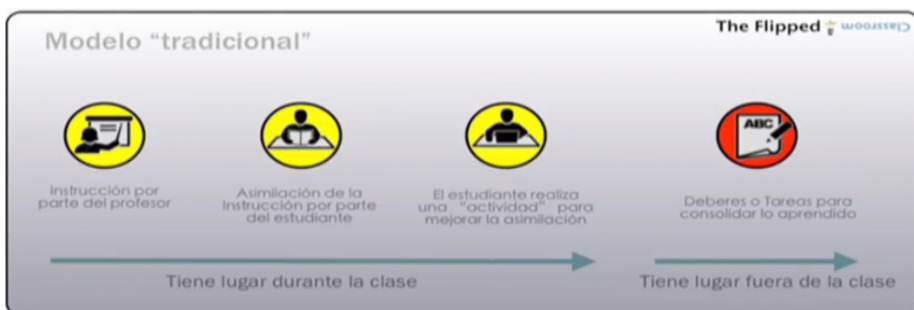 Modelo "tradicional"
The Flipped Classroom
ABC
Instrucción por
parte del profesor
Asimilación de la
Instrucción por parte
del estudiante
El estudiante realiza
una "actividad" para
mejorar la asimilación
Deberes o Tareas para
consolidar lo aprendido
Tiene lugar durante la clase
Tiene lugar fuera de la clase